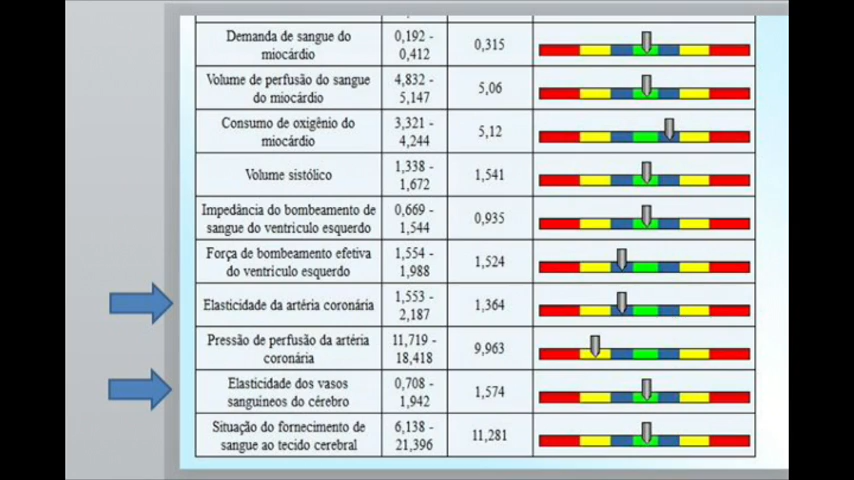 Demanda de sangue do
miocárdio
0,192 -
0,412
0,315
Volume de perfusão do sangue
do miocárdio
4,832 -
5,147
5,06
Consumo de oxigênio do
miocárdio
3,321 -
4,244
5,12
Volume sistólico
1,338 -
1,672
1,541
Impedância do bombeamento de
sangue do ventrículo esquerdo
0,669 -
1,544
0,935
Força de bombeamento efetiva
do ventrículo esquerdo
1,554 -
1,988
1,524
Elasticidade da artéria coronária
1,553 -
2,187
1,364
Pressão de perfusão da artéria
coronária
11,719 -
18,418
9,963
Elasticidade dos vasos
sanguíneos do cérebro
0,708 -
1,942
1,574
Situação do fornecimento de
sangue ao tecido cerebral
6,138 -
21,396
11,281